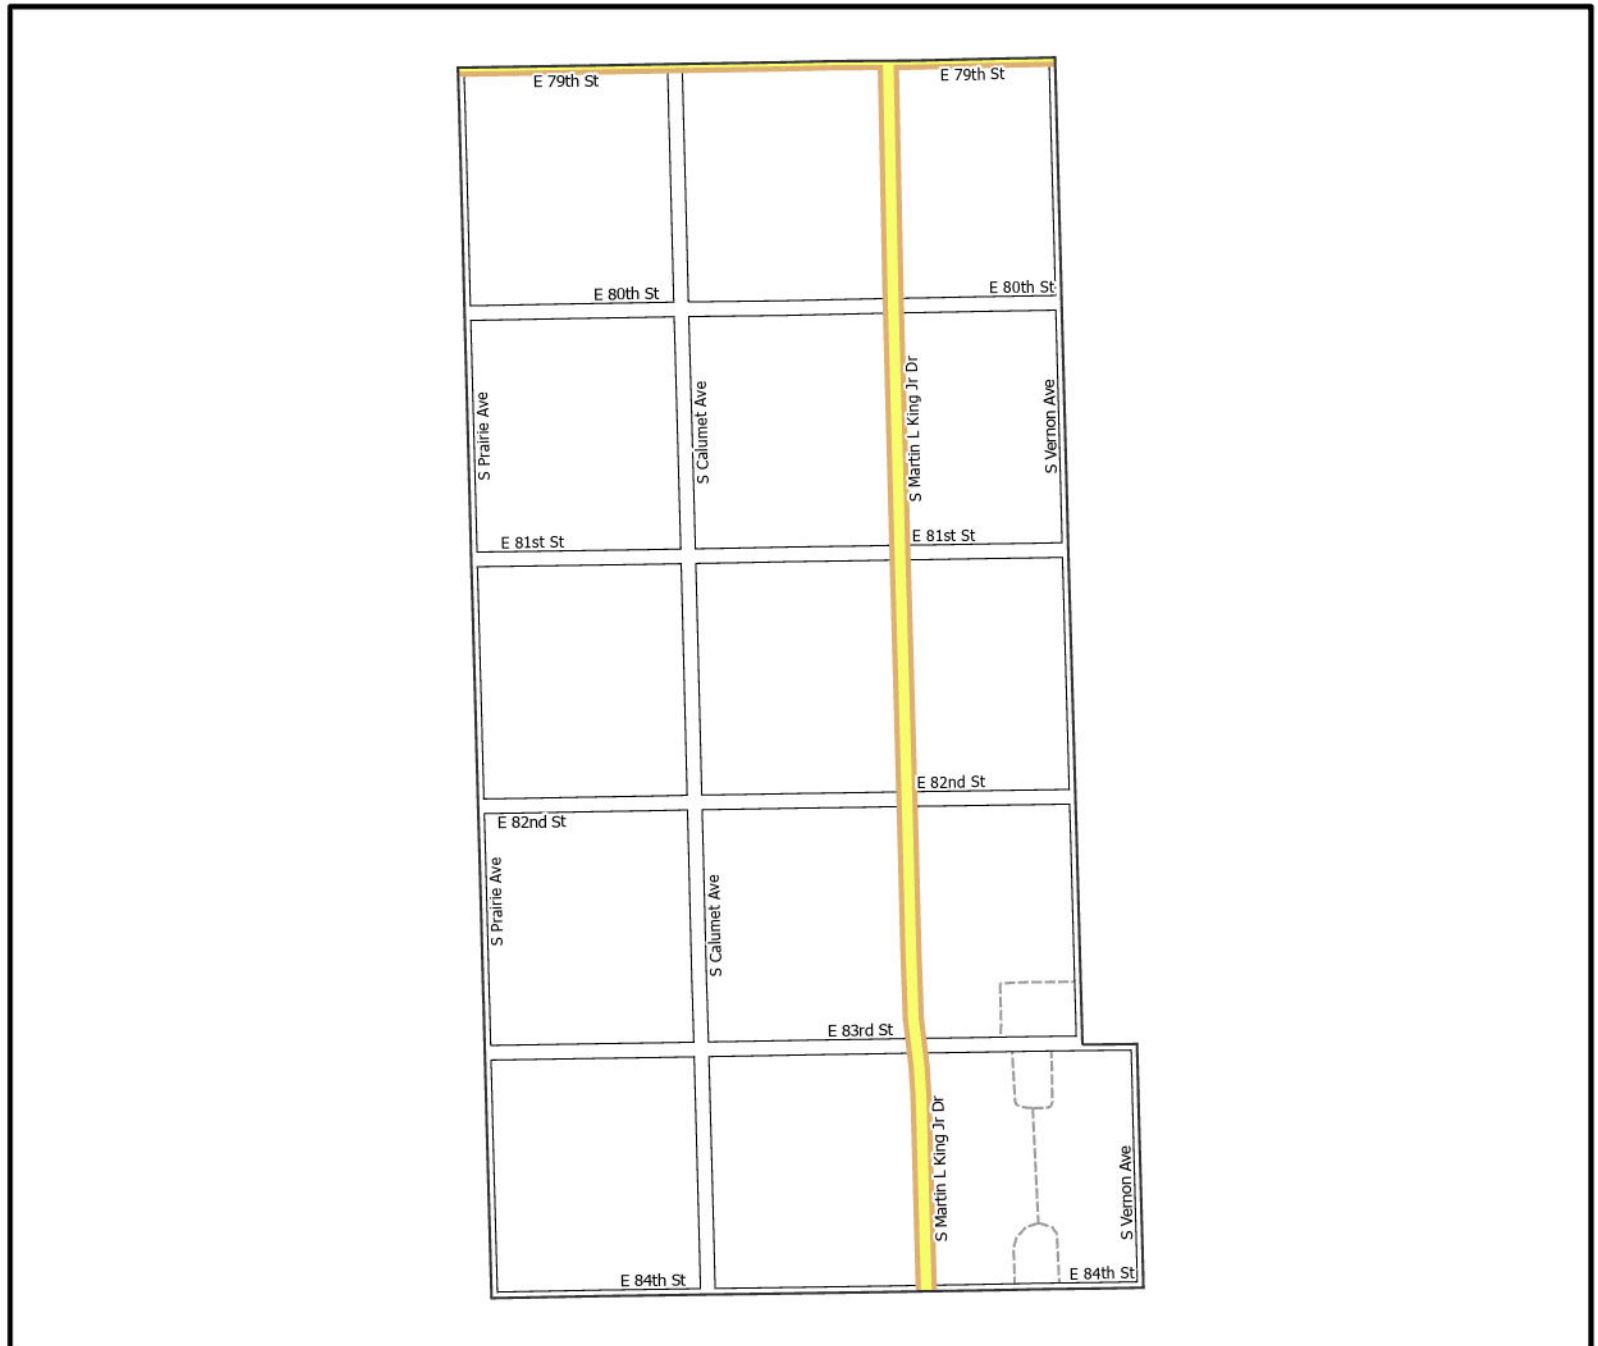 E 79th St
E 79th St
E 80th St
E 80th St
S Prairie Ave
S Calumet Ave
S Martin L King Jr Dr
S Vernon Ave
E 81st St
E 81st St
E 82nd St
E 82nd St
S Prairie Ave
S Calumet Ave
E 83rd St
S Martin L King Jr Dr
S Vernon Ave
E 84th St
E 84th St